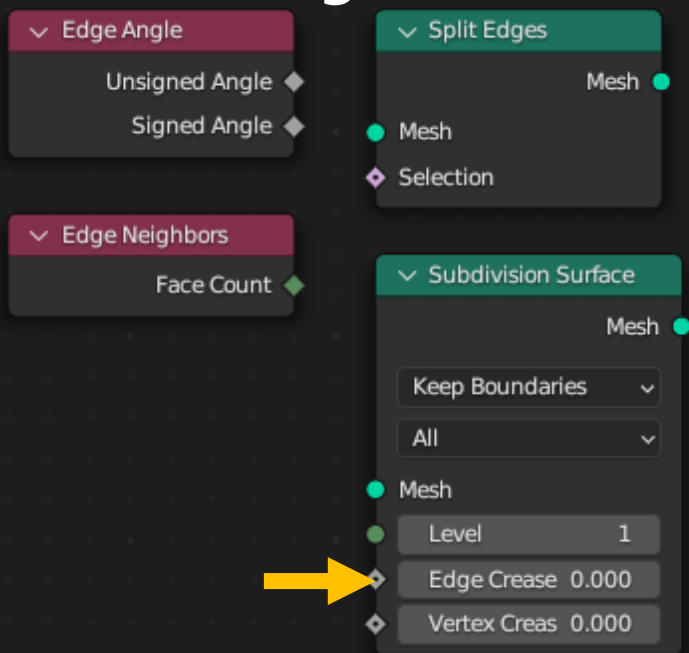 Edge Angle
Unsigned Angle
Signed Angle
Edge Neighbors
Face Count
Split Edges
Mesh
Mesh
Selection
Subdivision Surface
Mesh
Keep Boundaries
All
Mesh
Level 1
Edge Crease 0.000
Vertex Creas 0.000